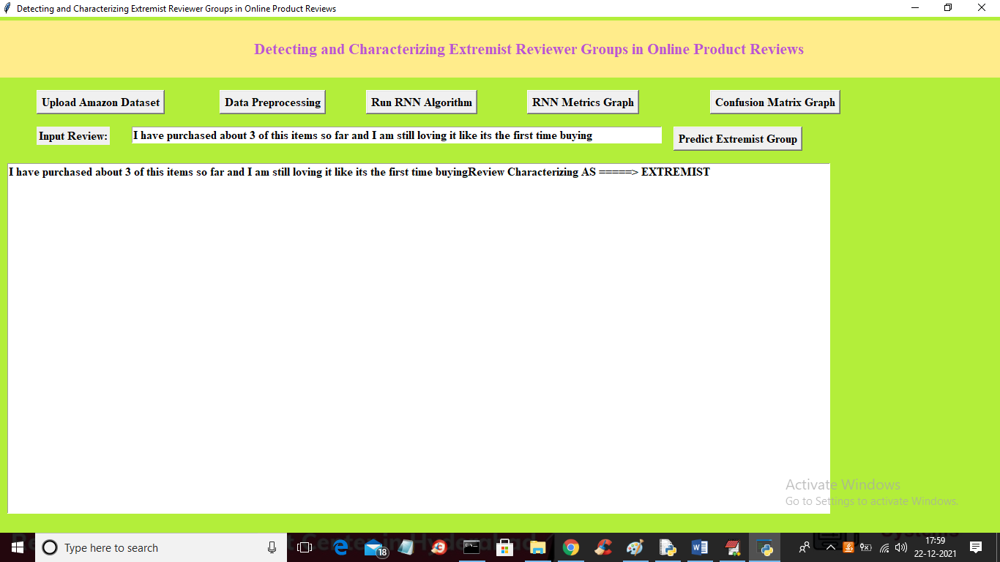 Detecting and Characterizing Extremist Reviewer Groups in Online Product Reviews
Detecting and Characterizing Extremist Reviewer Groups in Online Product Reviews
Upload Amazon Dataset
Data Preprocessing
Run RNN Algorithm
RNN Metrics Graph
Confusion Matrix Graph
Input Review:
I have purchased about 3 of this items so far and I am still loving it like its the first time buying
Predict Extremist Group
I have purchased about 3 of this items so far and I am still loving it like its the first time buyingReview Characterizing AS =====> EXTREMIST
Activate Windows
Go to Settings to activate Windows.
Type here to search
18
17:59
22-12-2021